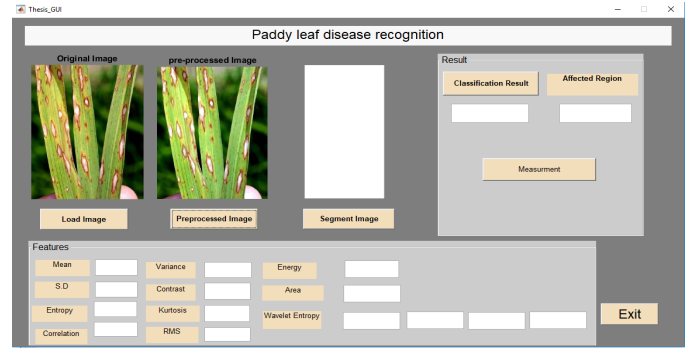 Thesis_GUI
Paddy leaf disease recognition
Original Image
pre-processed Image
Load Image
Preprocessed Image
Segment Image
Result
Classification Result
Affected Region
Measurment
Features
Mean
Variance
Energy
S.D
Contrast
Area
Entropy
Kurtosis
Wavelet Entropy
Correlation
RMS
Exit